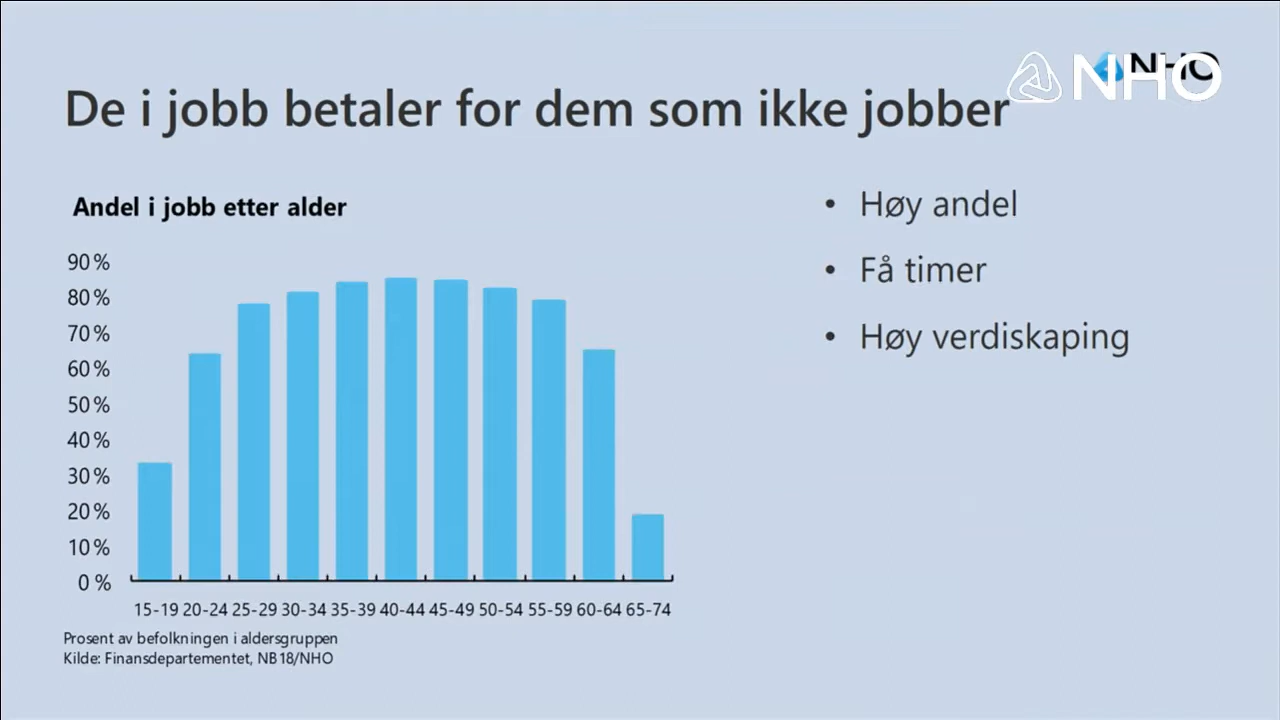 NHO
NHO
De i jobb betaler for dem som ikke jobber
Andel i jobb etter alder
90 %
80 %
70 %
60 %
50 %
40 %
30 %
20 %
10 %
0 %
15-19 20-24 25-29 30-34 35-39 40-44 45-49 50-54 55-59 60-64 65-74
Prosent av befolkningen i aldersgruppen
Kilde: Finansdepartementet, NB18/NHO
• Høy andel
• Få timer
• Høy verdiskaping